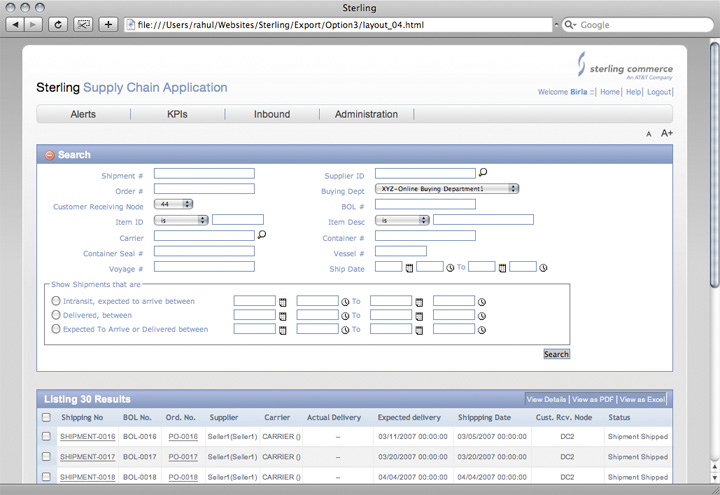 Sterling
file:///Users/rahul/Websites/Sterling/Export/Option3/layout_04.html
Google
sterling commerce
An AT&T Company
Sterling Supply Chain Application
Welcome Birla :: | Home | Help | Logout |
Alerts | KPIs | Inbound | Administration |
A A+
Search
Shipment # Supplier ID
Order # Buying Dept XYZ-Online Buying Department1
Customer Receiving Node 44 BOL #
Item ID is Item Desc is
Carrier Container #
Container Seal # Vessel #
Voyage # Ship Date To
Show Shipments that are
Intransit, expected to arrive between To
Delivered, between To
Expected To Arrive or Delivered between To
Search
Listing 30 Results View Details | View as PDF | View as Excel
Shipping No BOL No. Ord. No. Supplier Carrier Actual Delivery Expected delivery Shippping Date Cust. Rcv. Node Status
SHIPMENT-0016 BOL-0016 PO-0016 Seller1(Seller1) CARRIER () -- 03/11/2007 00:00:00 03/05/2007 00:00:00 DC2 Shipment Shipped
SHIPMENT-0017 BOL-0017 PO-0017 Seller1(Seller1) CARRIER () -- 03/20/2007 00:00:00 03/20/2007 00:00:00 DC2 Shipment Shipped
SHIPMENT-0018 BOL-0018 PO-0018 Seller1(Seller1) CARRIER () -- 04/04/2007 00:00:00 04/04/2007 00:00:00 DC2 Shipment Shipped